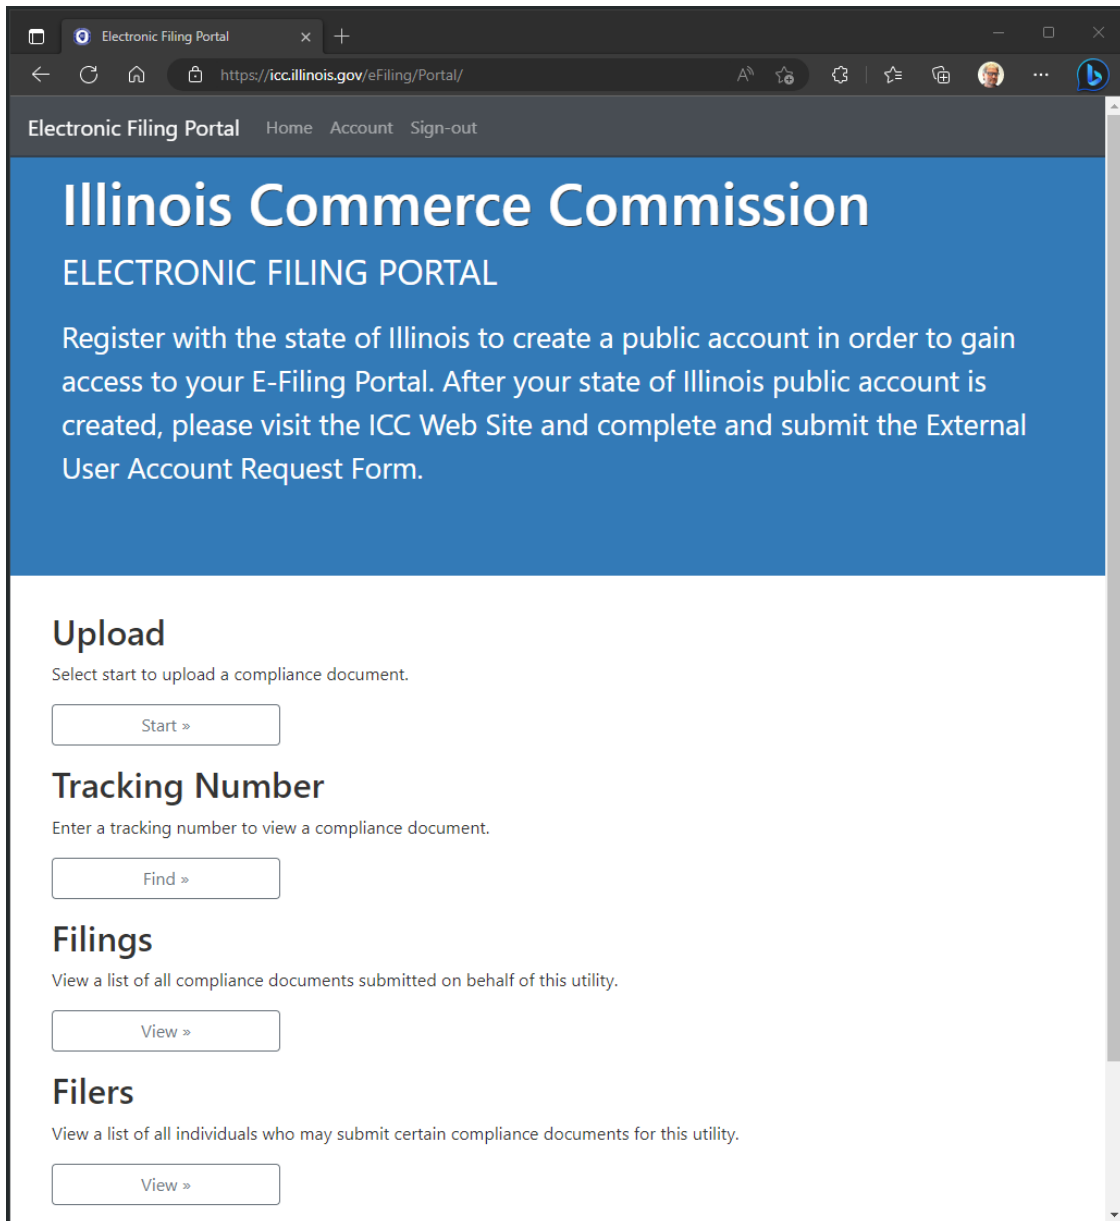 Electronic Filing Portal
https://icc.illinois.gov/eFiling/Portal/
Electronic Filing Portal Home Account Sign-out
Illinois Commerce Commission
ELECTRONIC FILING PORTAL
Register with the state of Illinois to create a public account in order to gain
access to your E-Filing Portal. After your state of Illinois public account is
created, please visit the ICC Web Site and complete and submit the External
User Account Request Form.
Upload
Select start to upload a compliance document.
Start »
Tracking Number
Enter a tracking number to view a compliance document.
Find »
Filings
View a list of all compliance documents submitted on behalf of this utility.
View »
Filers
View a list of all individuals who may submit certain compliance documents for this utility.
View »